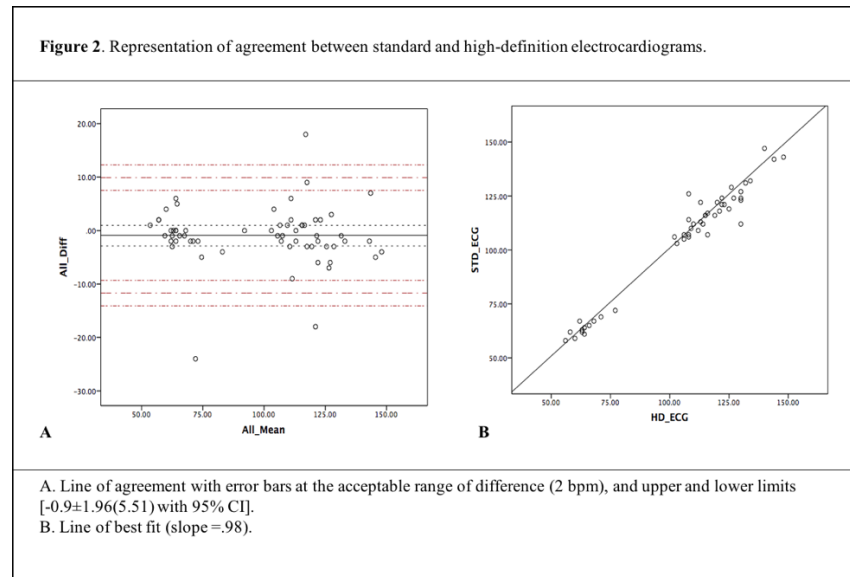 Figure 2. Representation of agreement between standard and high-definition electrocardiograms.
20.00
10.00
.00
-10.00
-20.00
-30.00
All_Diff
50.00
75.00
100.00
125.00
150.00
All_Mean
A
150.00
125.00
100.00
75.00
50.00
STD_ECG
50.00
75.00
100.00
125.00
150.00
HD_ECG
B
A. Line of agreement with error bars at the acceptable range of difference (2 bpm), and upper and lower limits
[-0.9±1.96(5.51) with 95% CI].
B. Line of best fit (slope =.98).